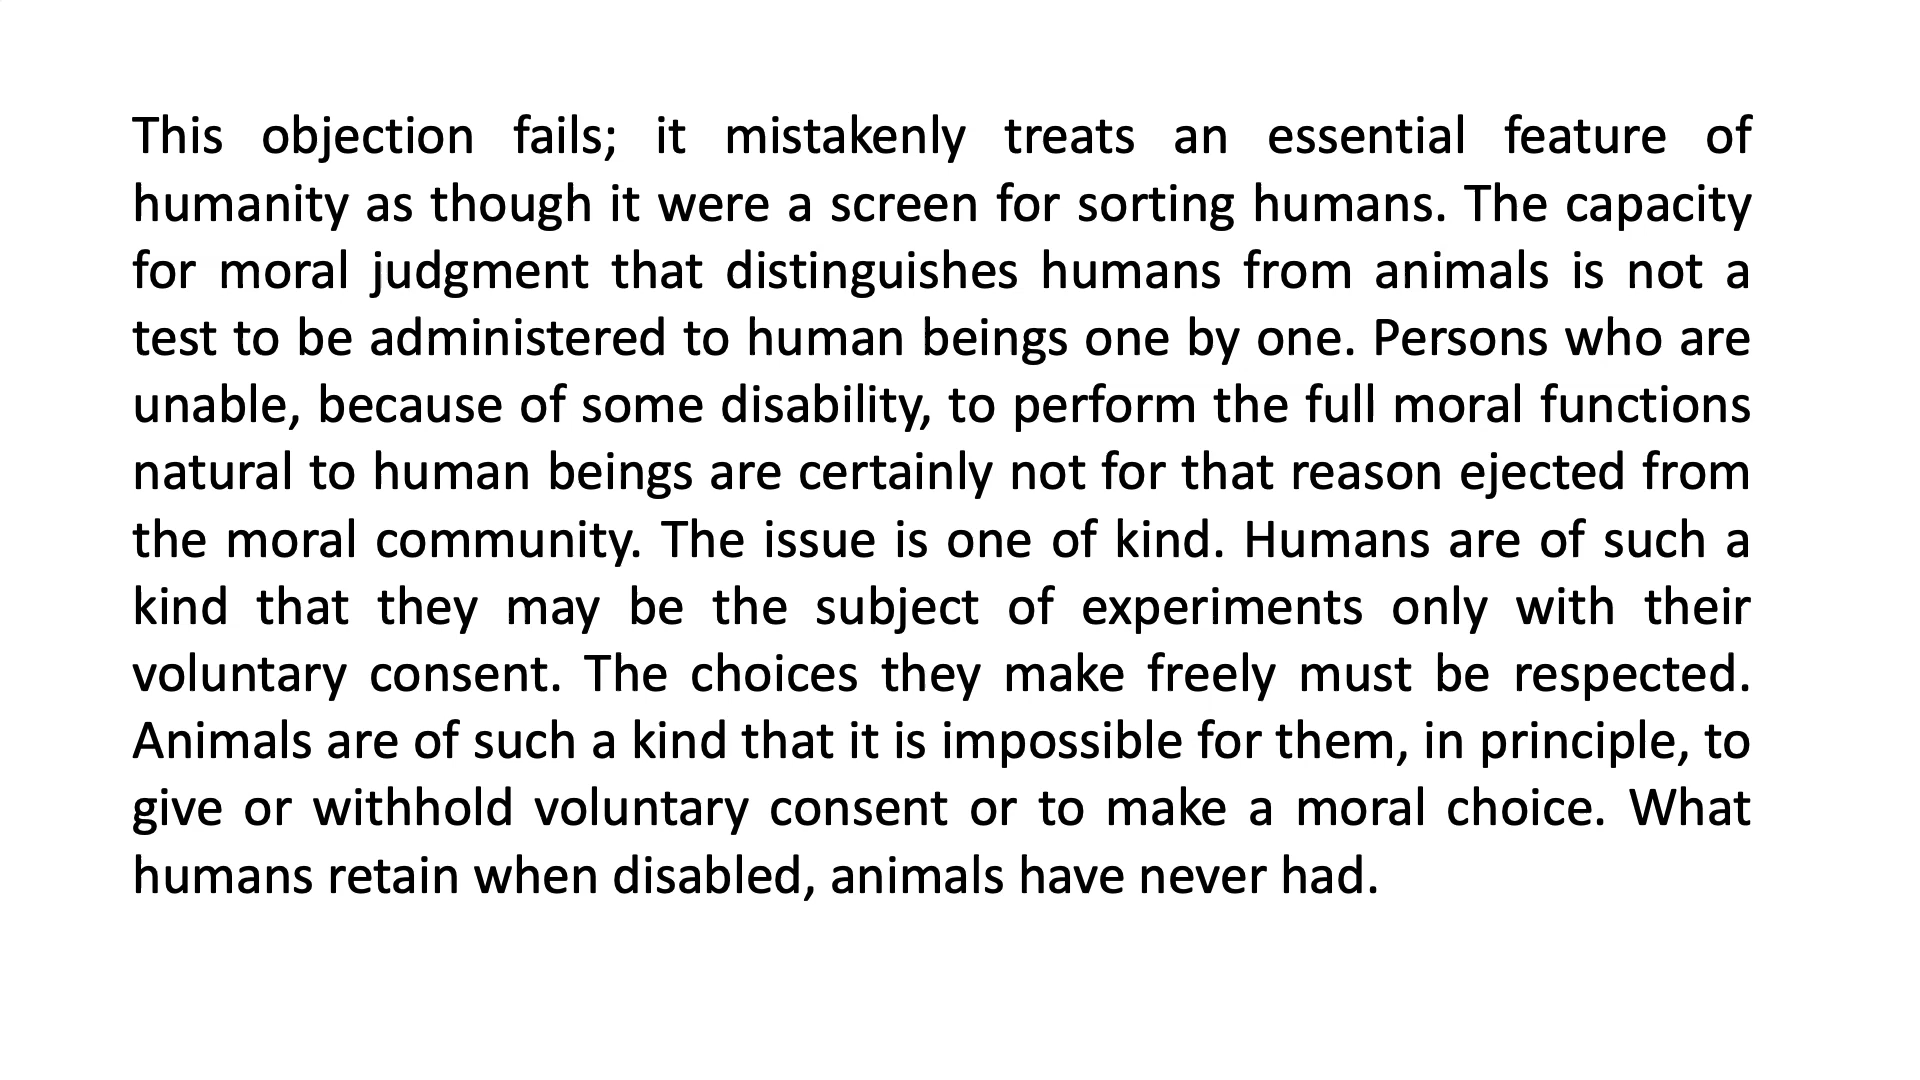 This objection fails; it mistakenly treats an essential feature of
humanity as though it were a screen for sorting humans. The capacity
for moral judgment that distinguishes humans from animals is not a
test to be administered to human beings one by one. Persons who are
unable, because of some disability, to perform the full moral functions
natural to human beings are certainly not for that reason ejected from
the moral community. The issue is one of kind. Humans are of such a
kind that they may be the subject of experiments only with their
voluntary consent. The choices they make freely must be respected.
Animals are of such a kind that it is impossible for them, in principle, to
give or withhold voluntary consent or to make a moral choice. What
humans retain when disabled, animals have never had.